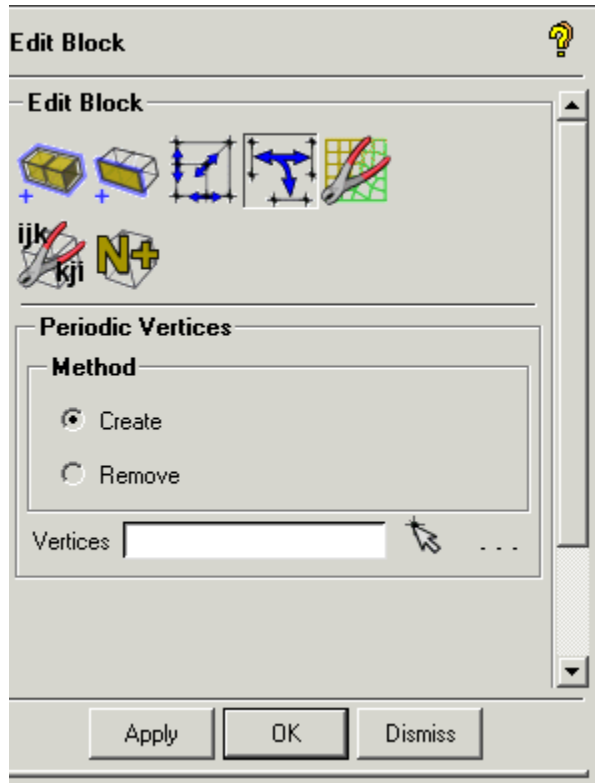 Edit Block
Edit Block
ijk
kji
N+
Periodic Vertices
Method
Create
Remove
Vertices
. . .
Apply OK Dismiss